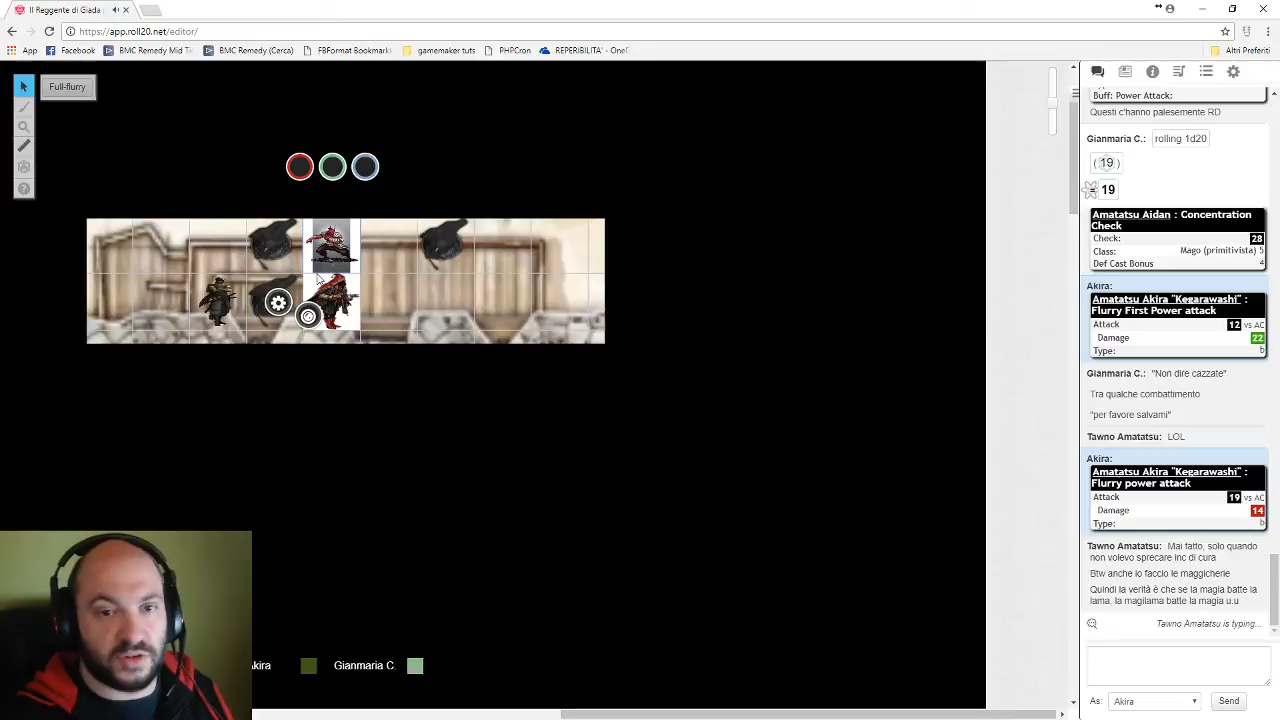 Il Reggente di Giada
https://app.roll20.net/editor/
App
Facebook
BMC Remedy Mid Ti
BMC Remedy (Cerca)
FBFormat Bookmarkl
gamemaker tuts
PHPCron
REPERIBILITA' - OneD
Altri Preferiti
Full-flurry
Buff: Power Attack:
Questi c'hanno palesemente RD
Gianmaria C.: rolling 1d20
(19)
= 19
Amatatsu Aidan : Concentration
Check
Check: 28
Class: Mago (primitivista) 5
Def Cast Bonus 4
Akira:
Amatatsu Akira "Kegarawashi" :
Flurry First Power attack
Attack 12 vs AC
Damage 22
Type: b
Gianmaria C.: "Non dire cazzate"
Tra qualche combattimento
"per favore salvami"
Tawno Amatatsu: LOL
Akira:
Amatatsu Akira "Kegarawashi" :
Flurry power attack
Attack 19 vs AC
Damage 14
Type: b
Tawno Amatatsu: Mai fatto, solo quando
non volevo sprecare inc di cura
Btw anche io faccio le maggicherie
Quindi la verità è che se la magia batte la
lama, la magilama batte la magia u.u
Tawno Amatatsu is typing...
As: Akira Send
kira
Gianmaria C